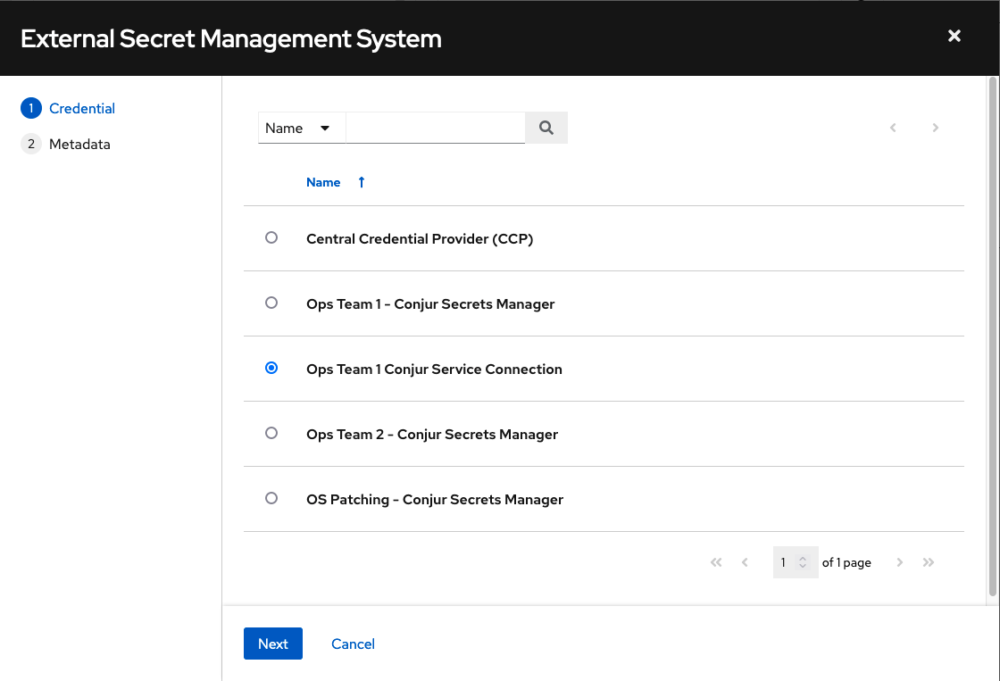 External Secret Management System
1 Credential
2 Metadata
Name
Name
Central Credential Provider (CCP)
Ops Team 1 - Conjur Secrets Manager
Ops Team 1 Conjur Service Connection
Ops Team 2 - Conjur Secrets Manager
OS Patching - Conjur Secrets Manager
1 of 1 page
Next Cancel